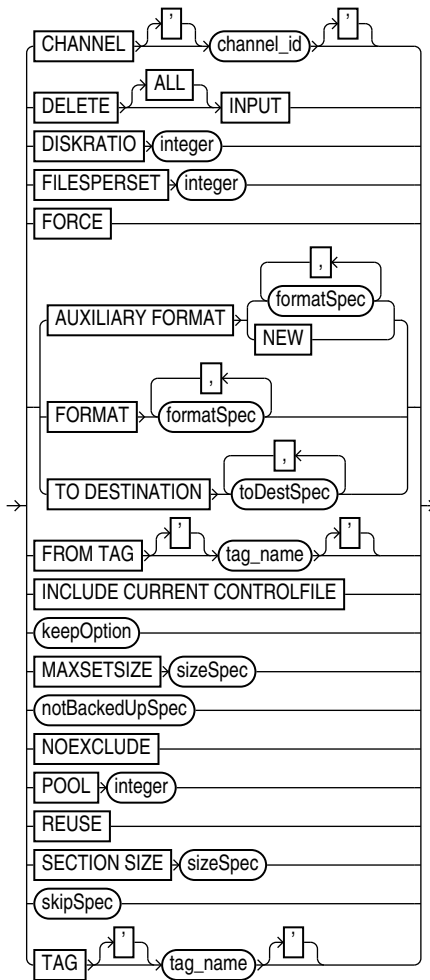 CHANNEL ' channel_id '
DELETE ALL INPUT
DISKRATIO integer
FILESPERSET integer
FORCE
AUXILIARY FORMAT , formatSpec
NEW
FORMAT , formatSpec
TO DESTINATION , toDestSpec
FROM TAG ' tag_name '
INCLUDE CURRENT CONTROLFILE
keepOption
MAXSETSIZE sizeSpec
notBackedUpSpec
NOEXCLUDE
POOL integer
REUSE
SECTION SIZE sizeSpec
skipSpec
TAG ' tag_name '